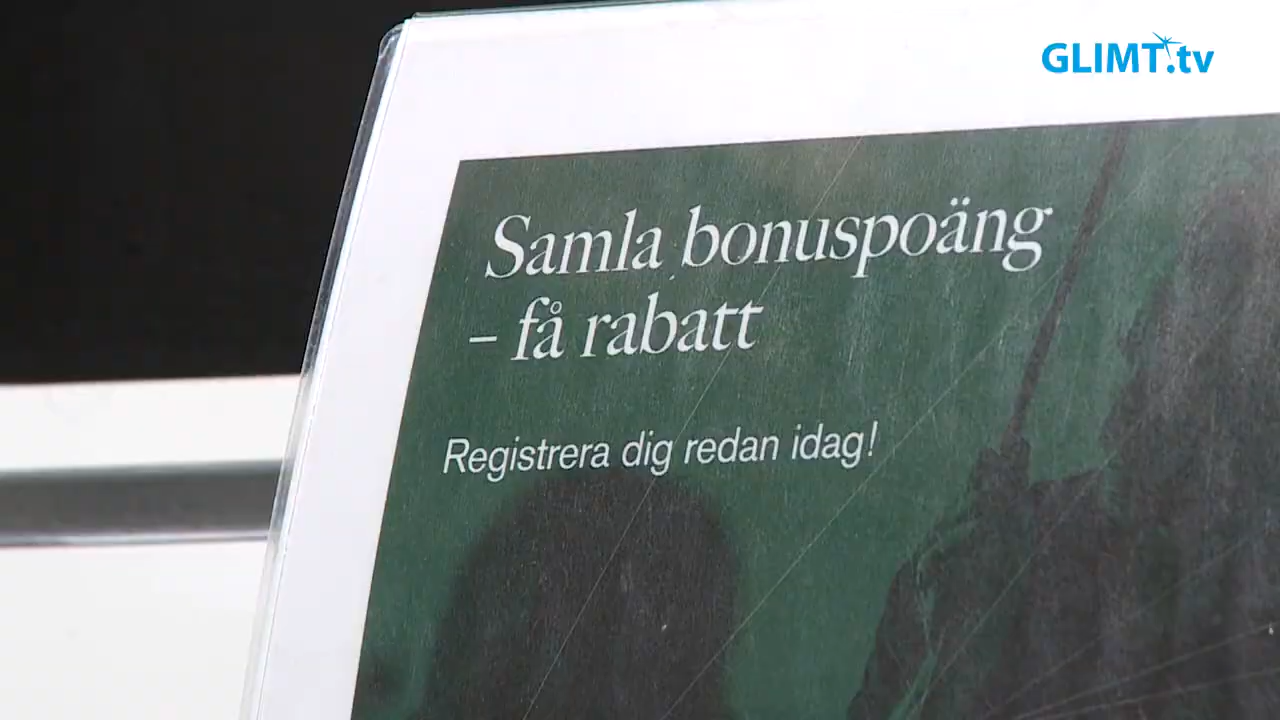 GLIMT.tv
Samla bonuspoäng
– få rabatt
Registrera dig redan idag!